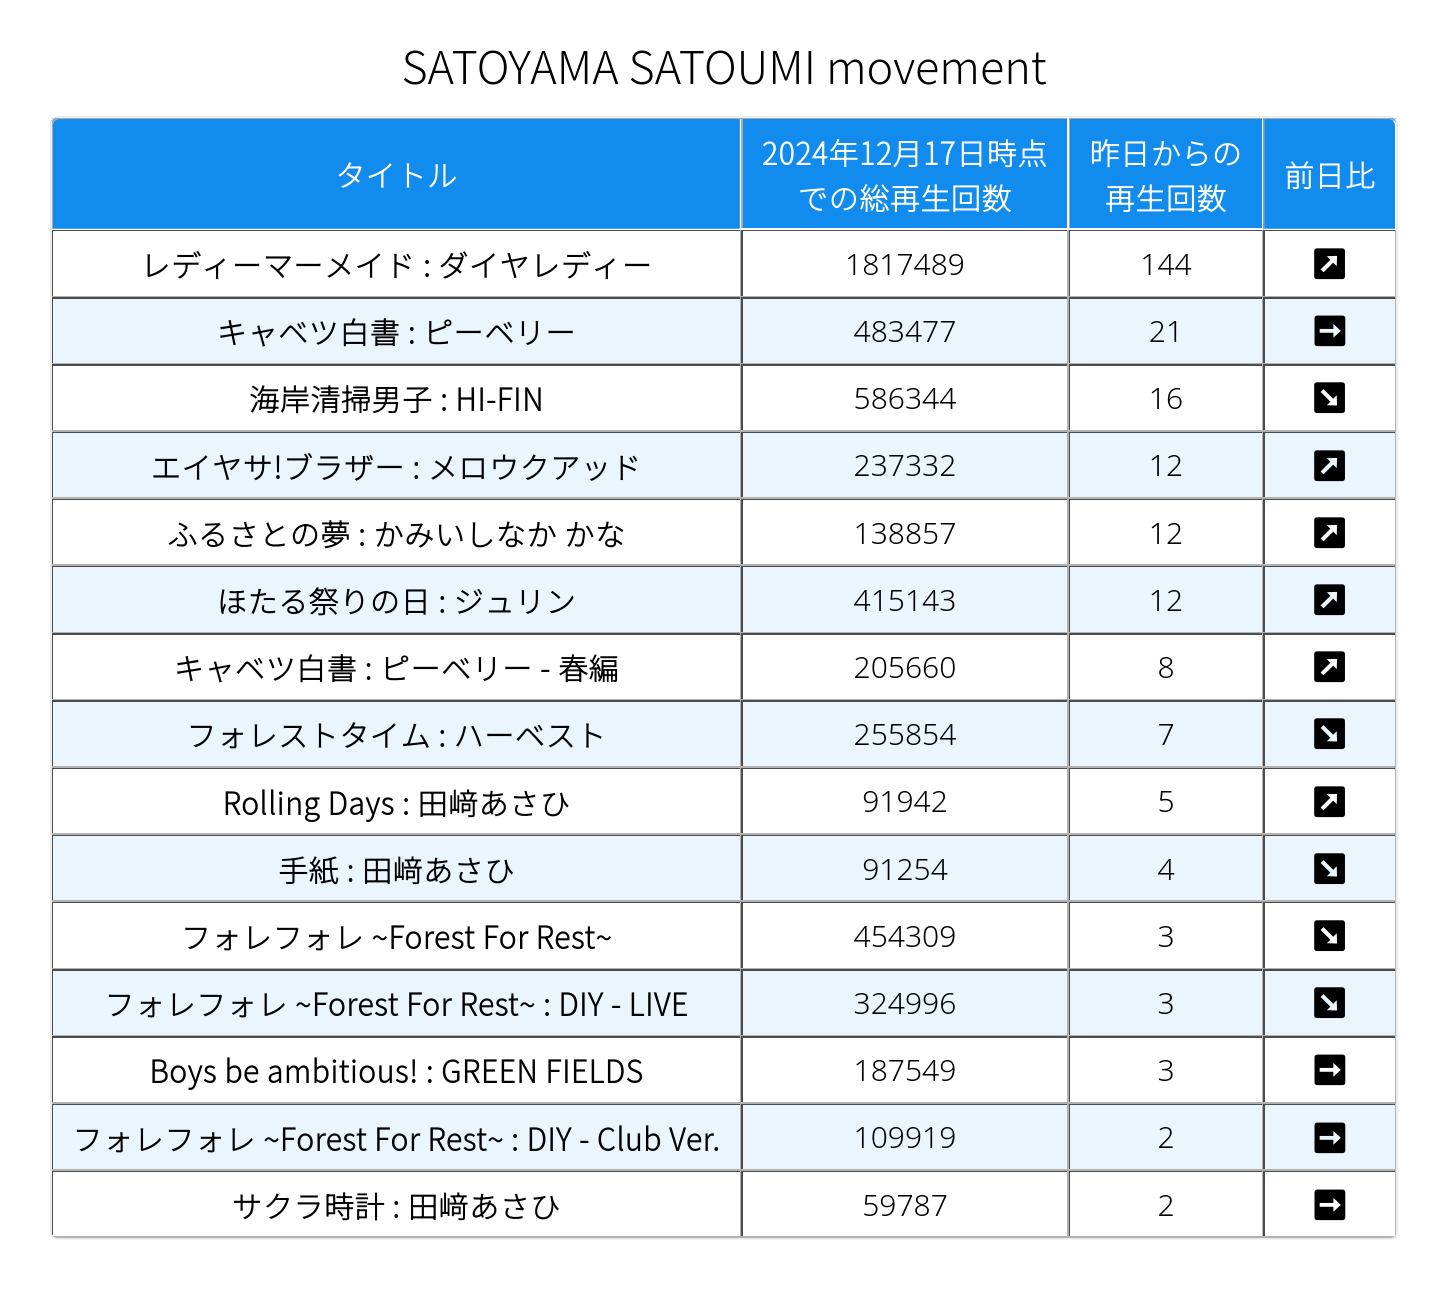 SATOYAMA SATOUMI movement
タイトル 2024年12月17日時点での総再生回数 昨日からの再生回数 前日比
レディーマーメイド : ダイヤレディー 1817489 144 ↗
キャベツ白書 : ピーベリー 483477 21 →
海岸清掃男子 : HI-FIN 586344 16 ↘
エイヤサ!ブラザー : メロウクアッド 237332 12 ↗
ふるさとの夢 : かみいしなか かな 138857 12 ↗
ほたる祭りの日 : ジュリン 415143 12 ↗
キャベツ白書 : ピーベリー - 春編 205660 8 ↗
フォレストタイム : ハーベスト 255854 7 ↘
Rolling Days : 田﨑あさひ 91942 5 ↗
手紙 : 田﨑あさひ 91254 4 ↘
フォレフォレ ~Forest For Rest~ 454309 3 ↘
フォレフォレ ~Forest For Rest~ : DIY - LIVE 324996 3 ↘
Boys be ambitious! : GREEN FIELDS 187549 3 →
フォレフォレ ~Forest For Rest~ : DIY - Club Ver. 109919 2 →
サクラ時計 : 田﨑あさひ 59787 2 →